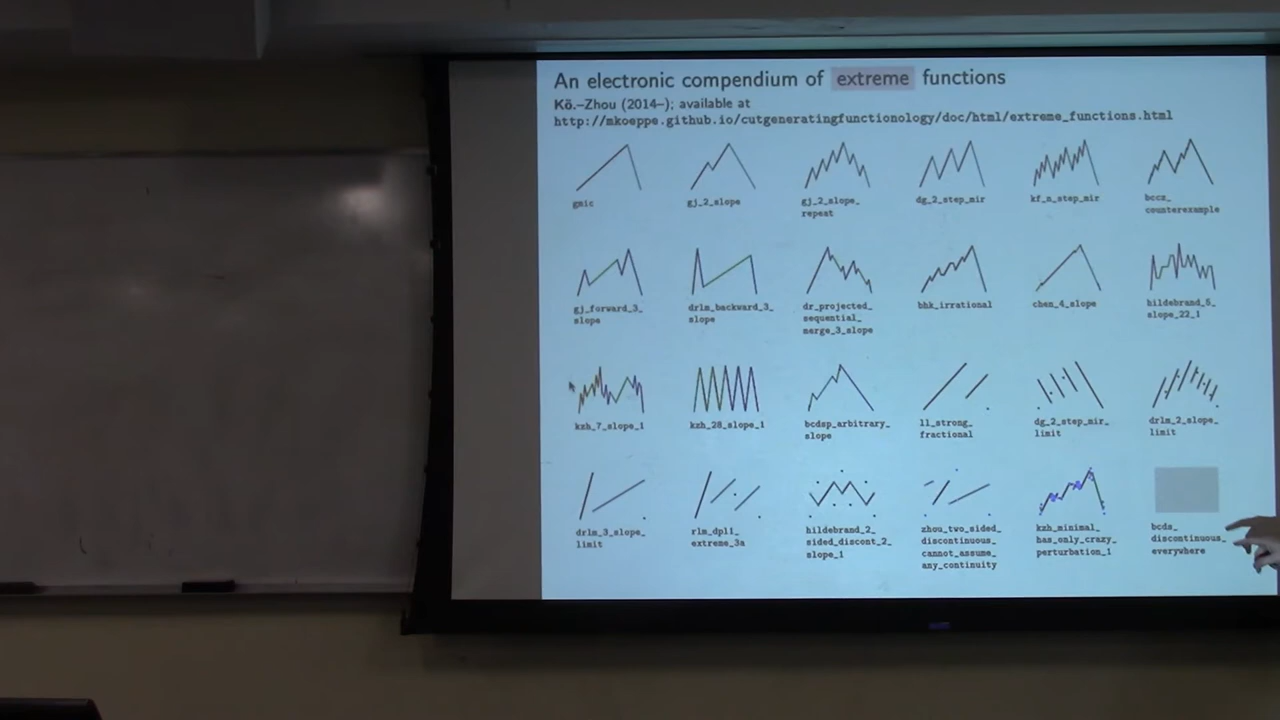 An electronic compendium of extreme functions
Kö.–Zhou (2014–); available at
http://mkoeppe.github.io/cutgeneratingfunctionology/doc/html/extreme_functions.html
gmic
gj_2_slope
gj_2_slope_
repeat
dg_2_step_mir
kf_n_step_mir
bccz_
counterexample
gj_forward_3_
slope
drlm_backward_3_
slope
dr_projected_
sequential_
merge_3_slope
bhk_irrational
chen_4_slope
hildebrand_5_
slope_22_1
kzh_7_slope_1
kzh_28_slope_1
bcdsp_arbitrary_
slope
ll_strong_
fractional
dg_2_step_mir_
limit
drlm_2_slope_
limit
drlm_3_slope_
limit
rlm_dpl1_
extreme_3a
hildebrand_2_
sided_discont_2_
slope_1
zhou_two_sided_
discontinuous_
cannot_assume_
any_continuity
kzh_minimal_
has_only_crazy_
perturbation_1
bcds_
discontinuous_
everywhere